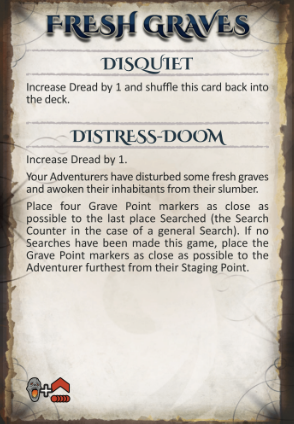 FRESH GRAVES
DISQUIET
Increase Dread by 1 and shuffle this card back into
the deck.
DISTRESS-DOOM
Increase Dread by 1.
Your Adventurers have disturbed some fresh graves
and awoken their inhabitants from their slumber.
Place four Grave Point markers as close as
possible to the last place Searched (the Search
Counter in the case of a general Search). If no
Searches have been made this game, place the
Grave Point markers as close as possible to the
Adventurer furthest from their Staging Point.
+